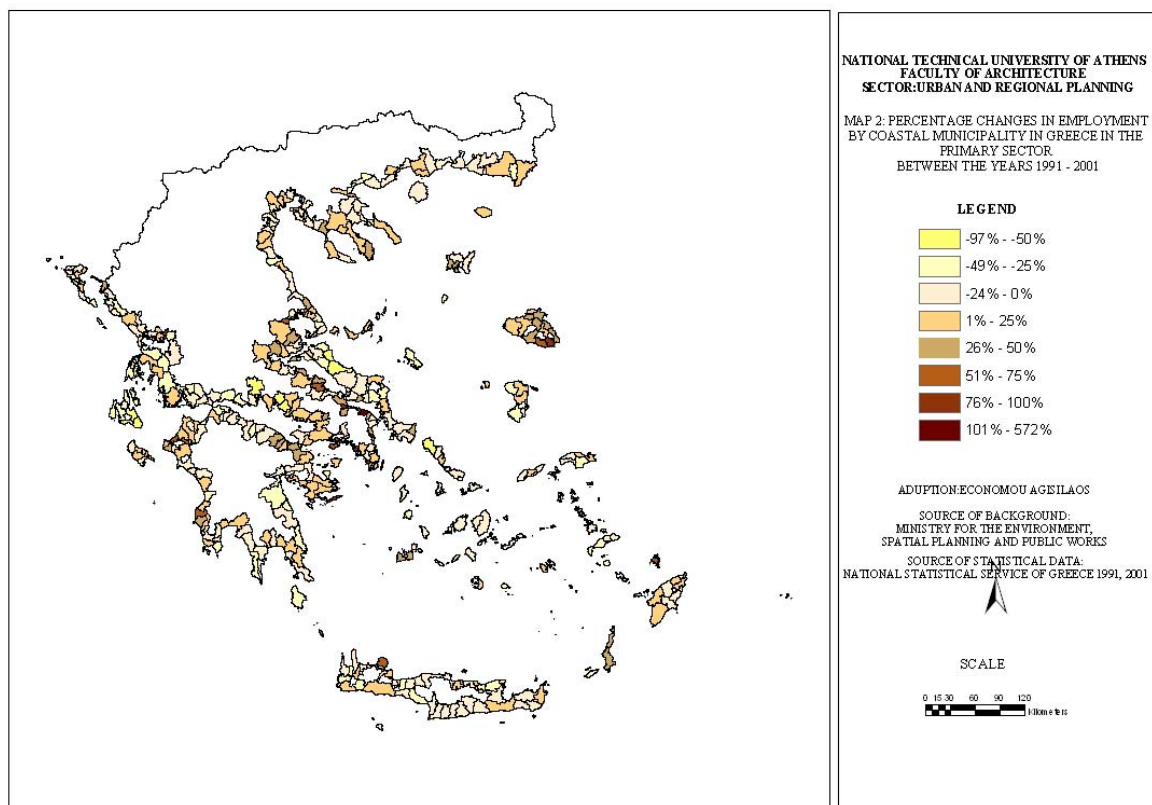 NATIONAL TECHNICAL UNIVERSITY OF ATHENS
FACULTY OF ARCHITECTURE
SECTOR:URBAN AND REGIONAL PLANNING
MAP 2: PERCENTAGE CHANGES IN EMPLOYMENT
BY COASTAL MUNICIPALITY IN GREECE IN THE
PRIMARY SECTOR
BETWEEN THE YEARS 1991 - 2001
LEGEND
-97% - -50%
-49% - -25%
-24% - 0%
1% - 25%
26% - 50%
51% - 75%
76% - 100%
101% - 572%
ADUPTION:ECONOMOU AGISILAOS
SOURCE OF BACKGROUND:
MINISTRY FOR THE ENVIRONMENT,
SPATIAL PLANNING AND PUBLIC WORKS
SOURCE OF STATISTICAL DATA:
NATIONAL STATISTICAL SERVICE OF GREECE 1991, 2001
N
SCALE
0 15 30 60 90 120
Kilometers